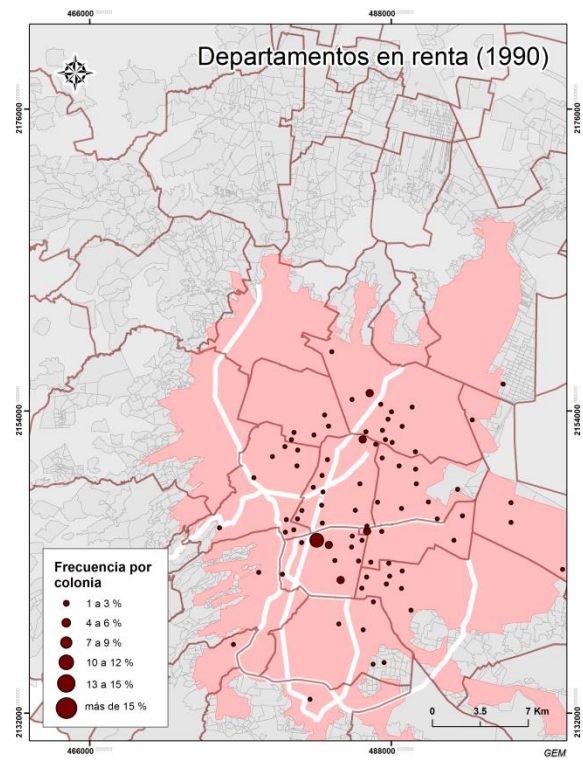 466000
488000
Departamentos en renta (1990)
2176000
2176000
2154000
2154000
Frecuencia por
colonia
1 a 3 %
4 a 6 %
7 a 9 %
10 a 12 %
13 a 15 %
más de 15 %
0
3.5
7 Km
2132000
2132000
466000
488000
GEM